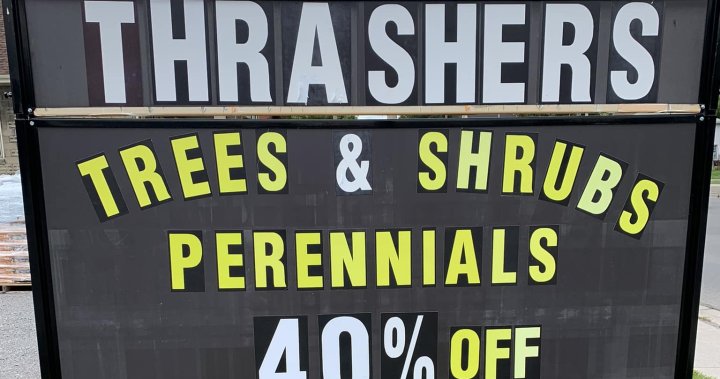 THRASHERS
TREES & SHRUBS
PERENNIALS
40% OFF